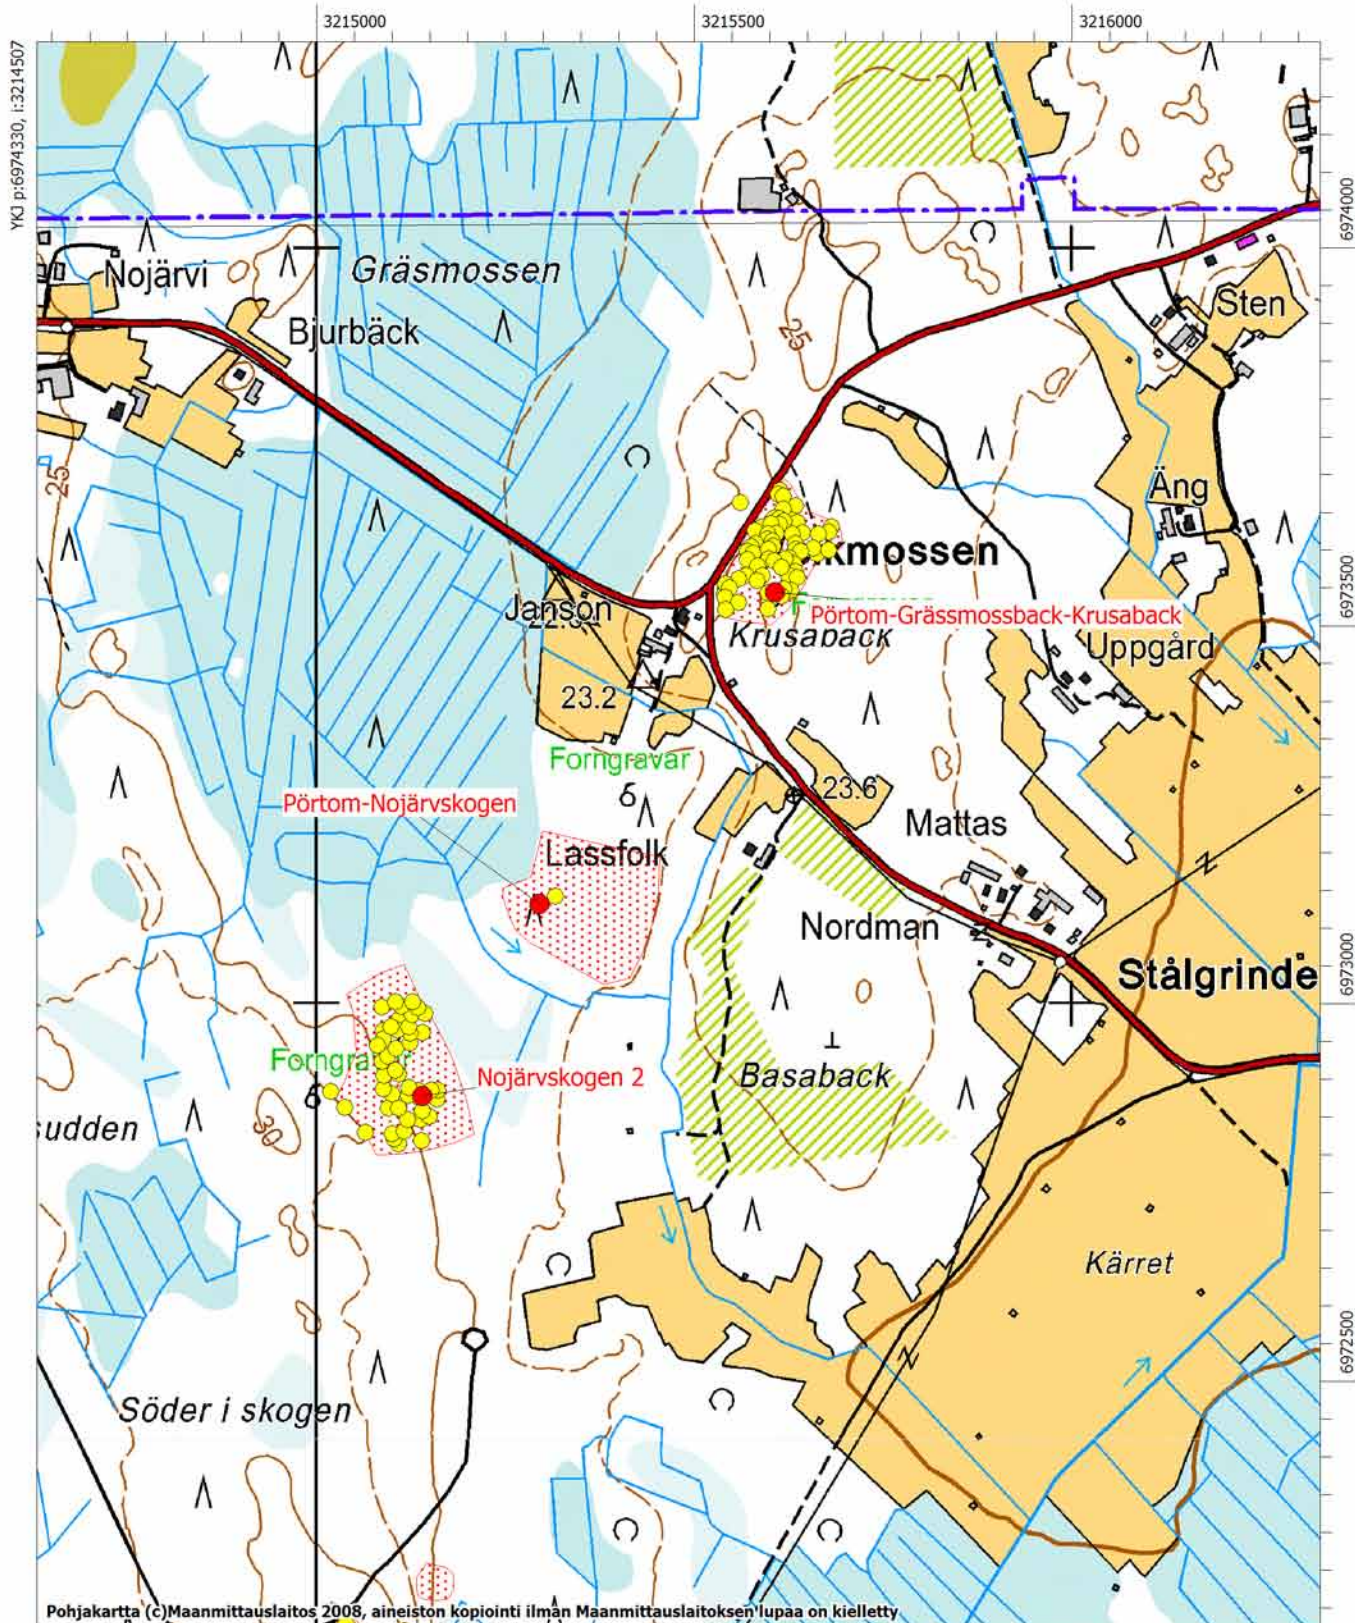 3215000
3215500
3216000
YKJ p:6974330, i:3214507
6974000
Nojärvi
Gräsmossen
Bjurbäck
25
Sten
25
Äng
kmossen
6973500
Janson
F
Pörtom-Grässmossback-Krusaback
Krusaback
Uppgård
23.2
Forngravar
Pörtom-Nojärvskogen
23.6
Mattas
Lassfolk
Nordman
Stålgrinde
6973000
Forngravar
Nojärvskogen 2
Basaback
30
sudden
Kärret
6972500
Söder i skogen
Pohjakartta (c)Maanmittauslaitos 2008, aineiston kopiointi ilman Maanmittauslaitoksen lupaa on kielletty